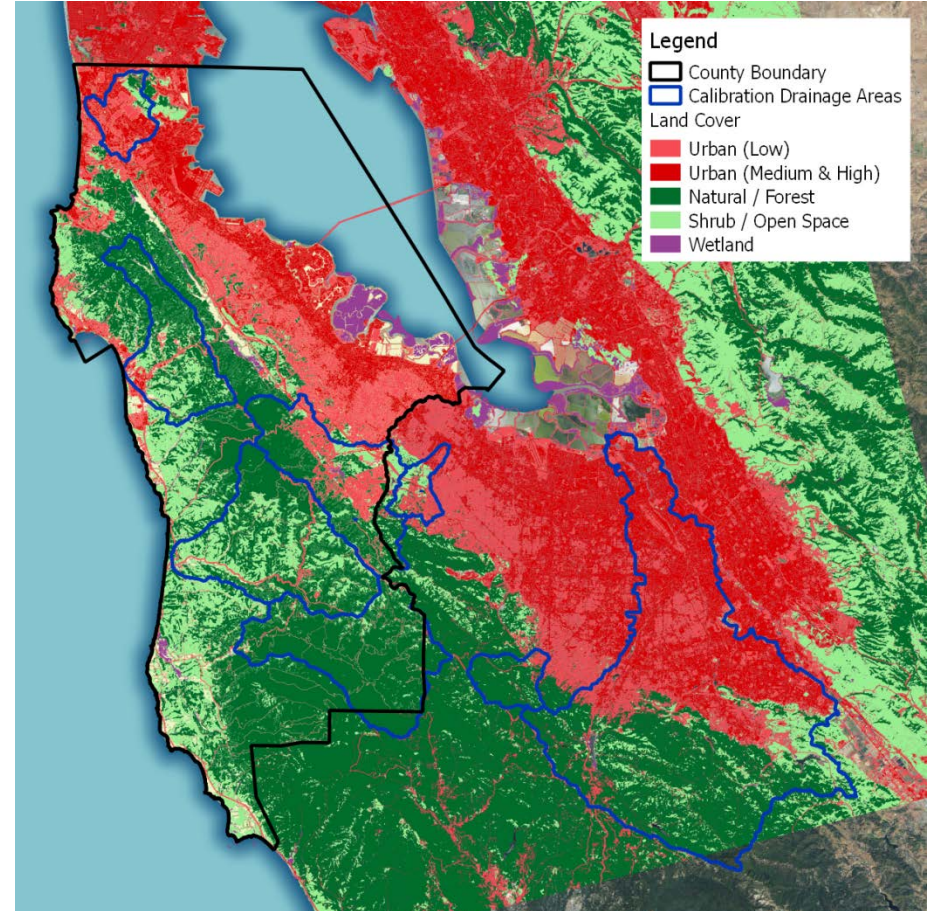 Legend
County Boundary
Calibration Drainage Areas
Land Cover
Urban (Low)
Urban (Medium & High)
Natural / Forest
Shrub / Open Space
Wetland